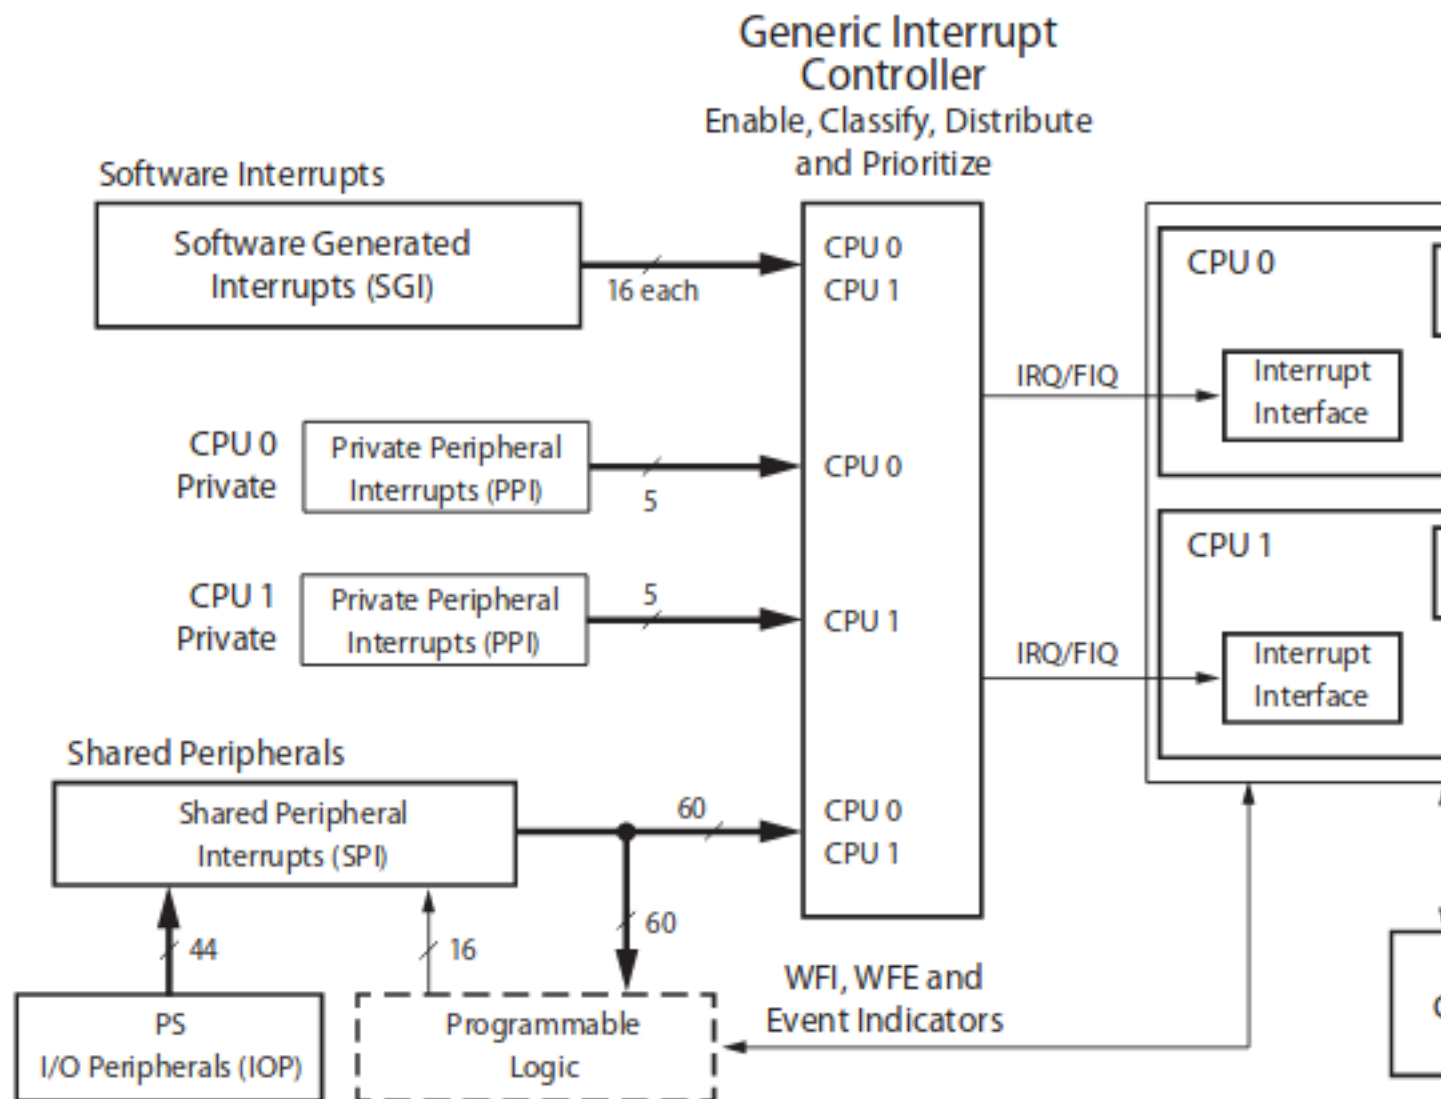 Generic Interrupt
Controller
Enable, Classify, Distribute
and Prioritize
Software Interrupts
Software Generated
Interrupts (SGI)
16 each
CPU 0
CPU 1
CPU 0
IRQ/FIQ
Interrupt
Interface
CPU 0
Private
Private Peripheral
Interrupts (PPI)
5
CPU 0
CPU 1
Private
Private Peripheral
Interrupts (PPI)
5
CPU 1
CPU 1
IRQ/FIQ
Interrupt
Interface
Shared Peripherals
Shared Peripheral
Interrupts (SPI)
60
CPU 0
CPU 1
44
16
60
PS
I/O Peripherals (IOP)
Programmable
Logic
WFI, WFE and
Event Indicators